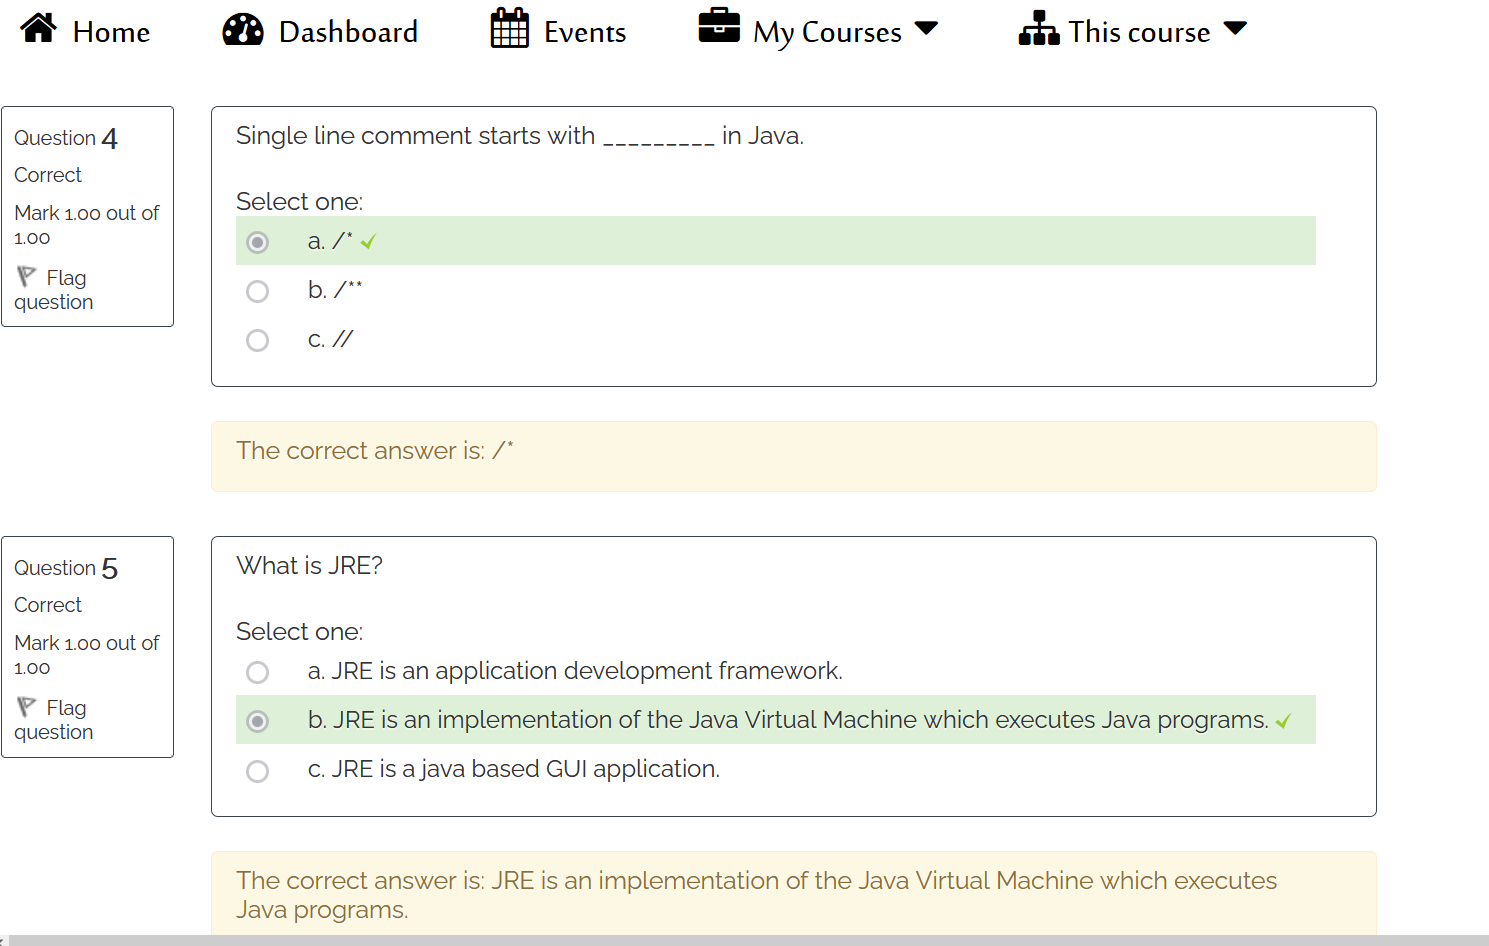 Home Dashboard Events My Courses This course
Question 4
Correct
Mark 1.00 out of
1.00
Flag
question
Single line comment starts with _________ in Java.
Select one:
a. /*
b. /**
c. //
The correct answer is: /*
Question 5
Correct
Mark 1.00 out of
1.00
Flag
question
What is JRE?
Select one:
a. JRE is an application development framework.
b. JRE is an implementation of the Java Virtual Machine which executes Java programs.
c. JRE is a java based GUI application.
The correct answer is: JRE is an implementation of the Java Virtual Machine which executes
Java programs.